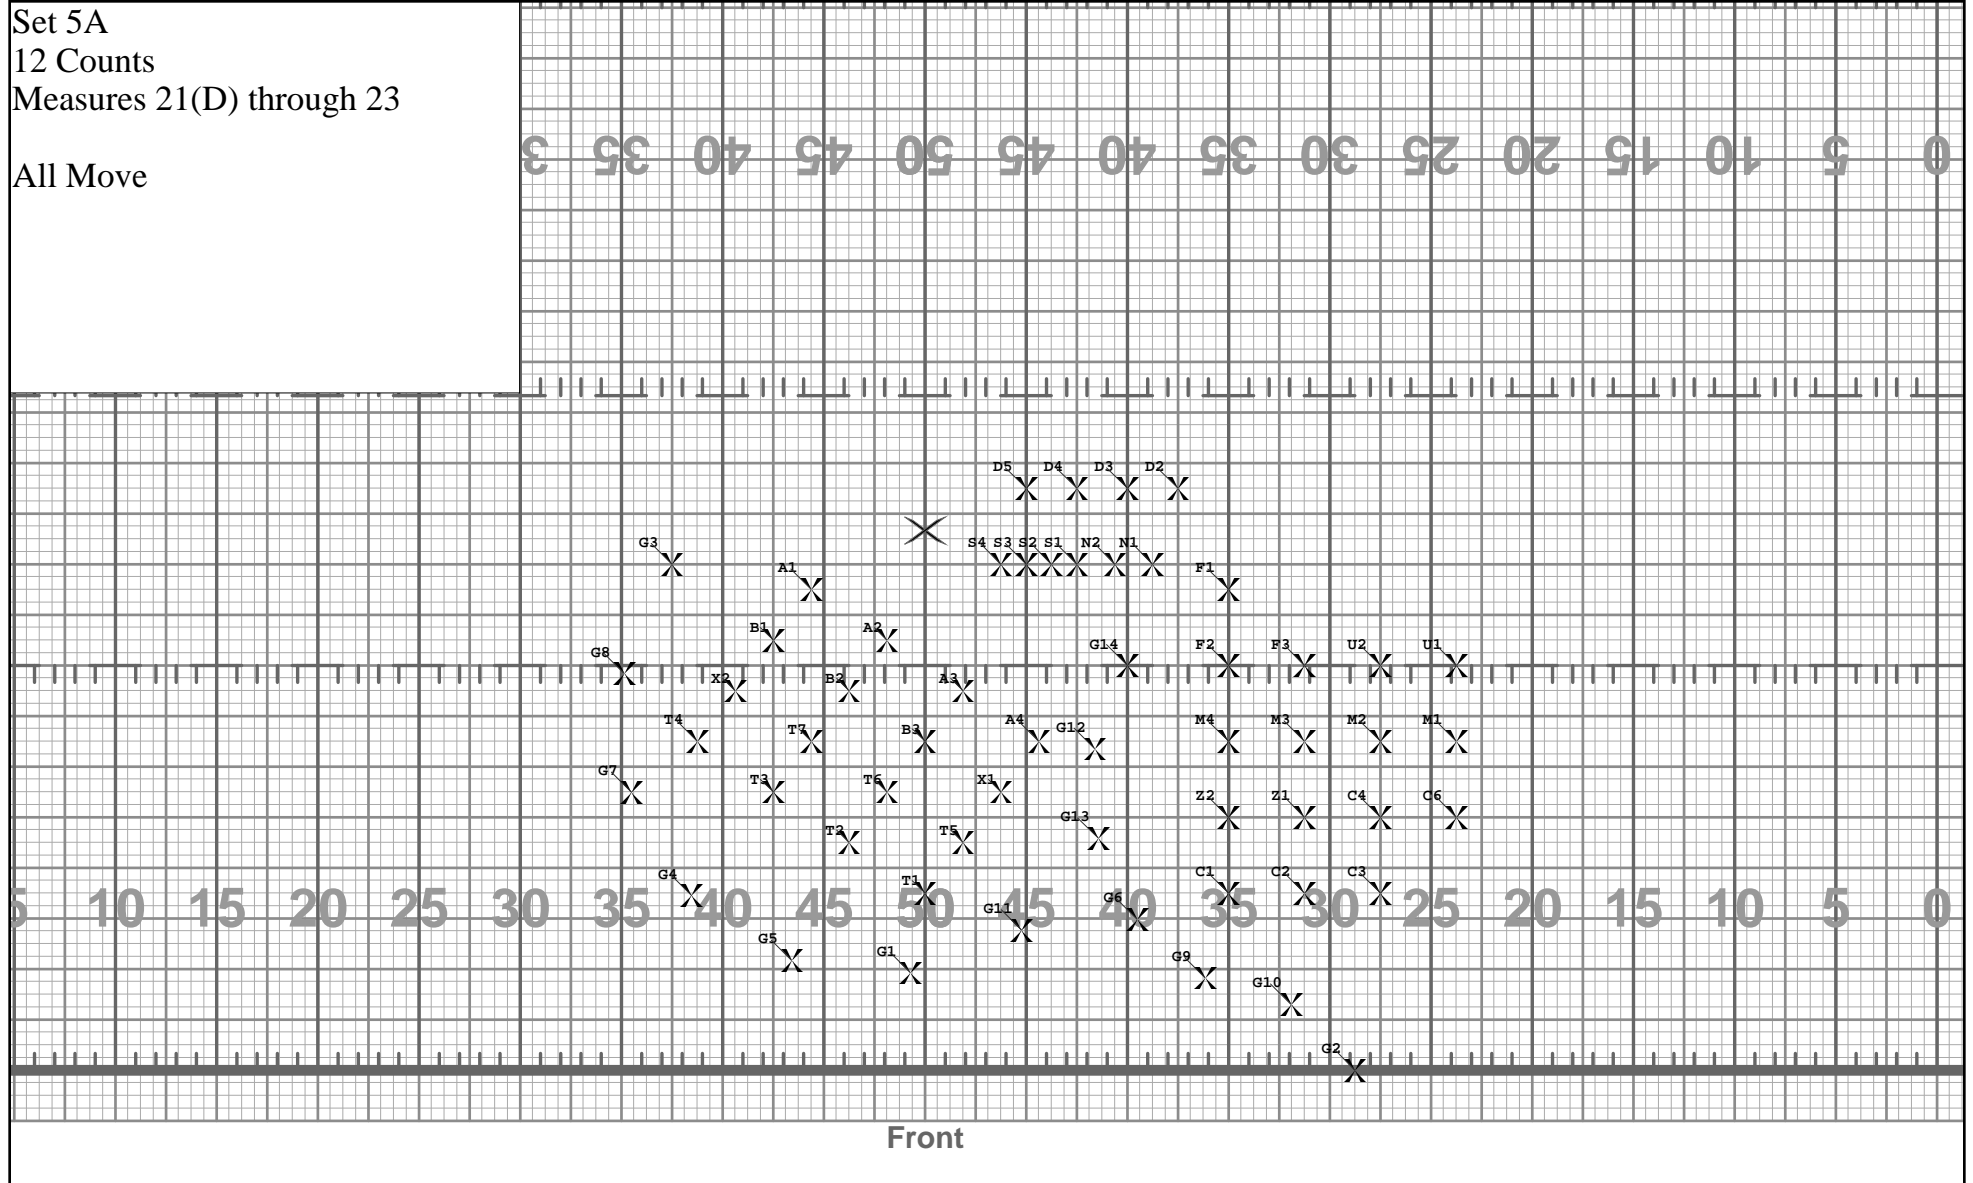 Set 5A
12 Counts
Measures 21(D) through 23
All Move
3 35 40 45 50 45 40 35 30 25 20 15 10 5 0
D5 D4 D3 D2
G3 S4 S3 S2 S1 N2 N1
A1 F1
B1 A2
G8 G14 F2 F3 U2 U1
X2 B2 A3
T4 T7 B3 A4 G12 M4 M3 M2 M1
G7 T3 T6 X1
Z2 Z1 C4 C6
G13
T2 T5
G4 T1 C1 C2 C3
G6
5 10 15 20 25 30 35 40 45 50 45 40 35 30 25 20 15 10 5 0
G11
G5 G1 G9
G10
G2
Front